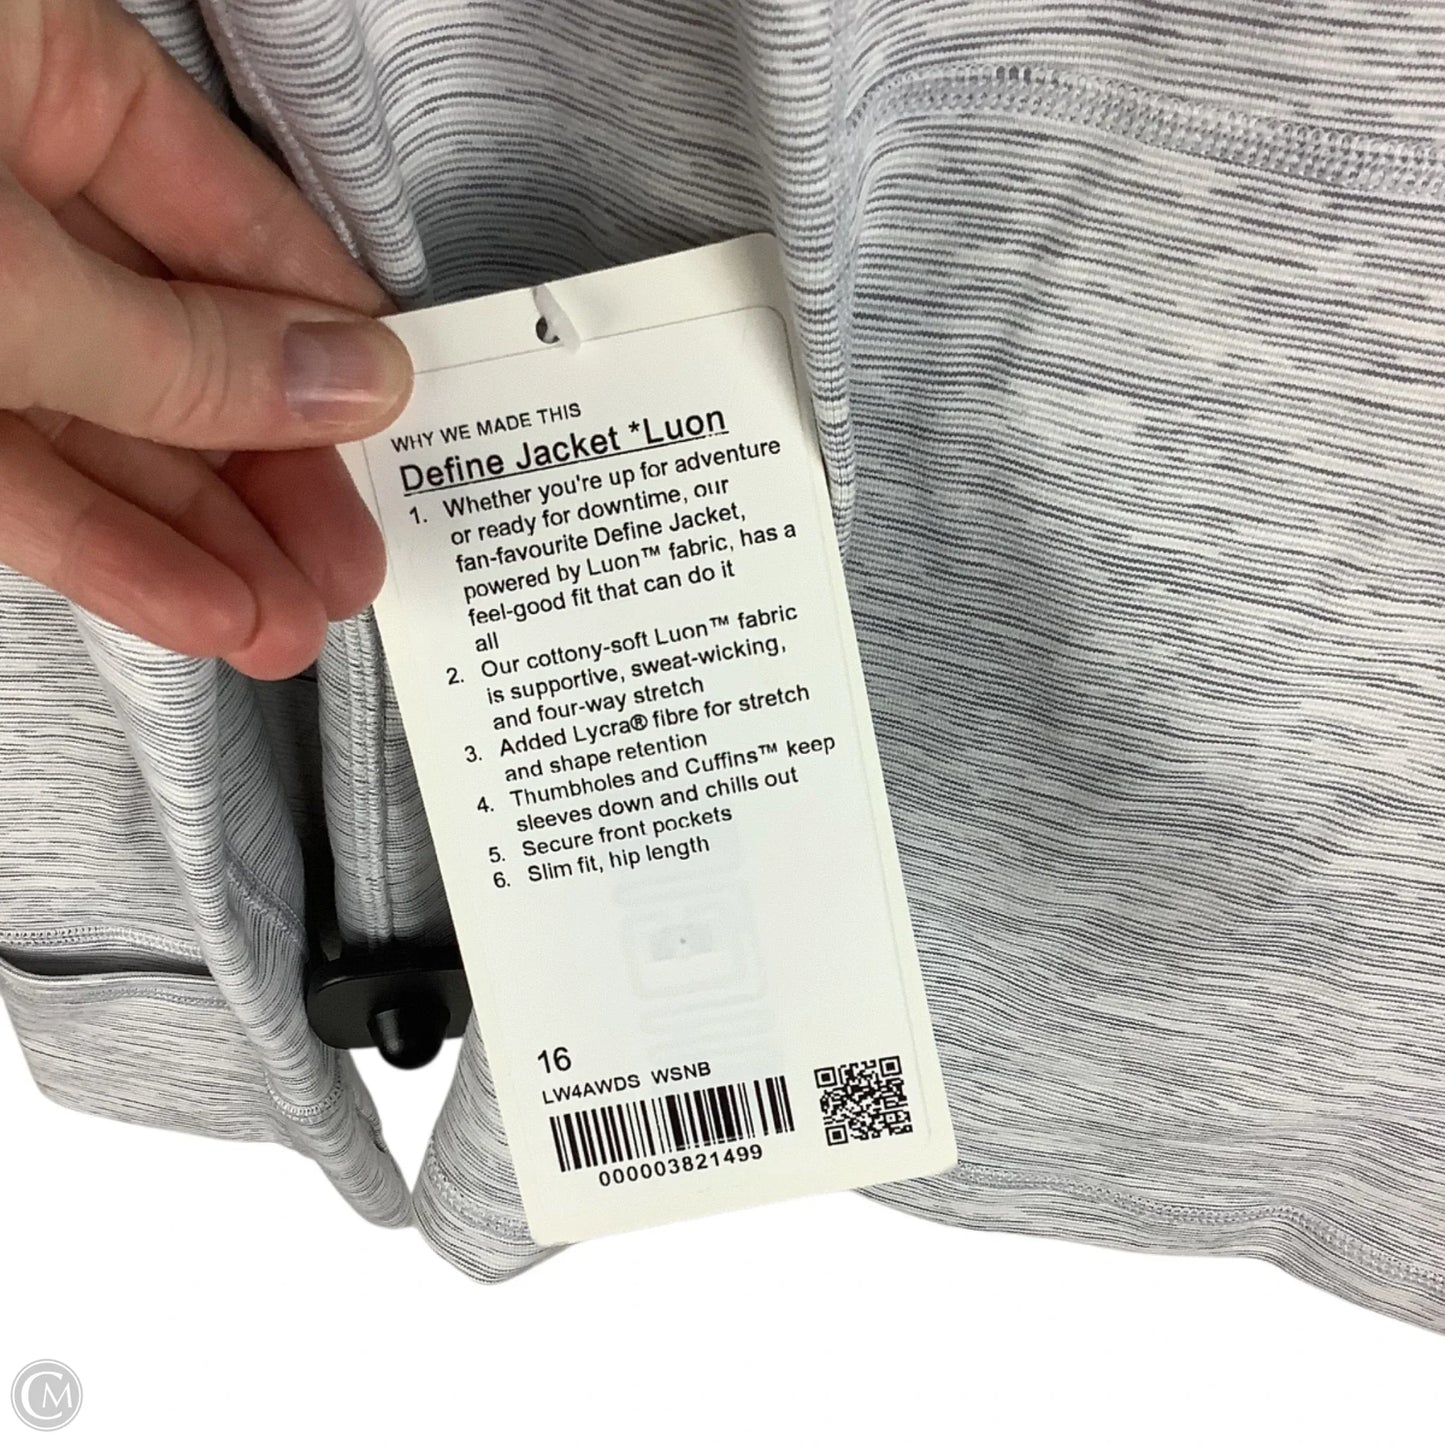 WHY WE MADE THIS
Define Jacket *Luon
1. Whether you're up for adventure
or ready for downtime, our
fan-favourite Define Jacket,
powered by Luon™ fabric, has a
feel-good fit that can do it
all
2. Our cottony-soft Luon™ fabric
is supportive, sweat-wicking,
and four-way stretch
3. Added Lycra® fibre for stretch
and shape retention
4. Thumbholes and Cuffins™ keep
sleeves down and chills out
5. Secure front pockets
6. Slim fit, hip length
16
LW4AWDS WSNB
000003821499
CM